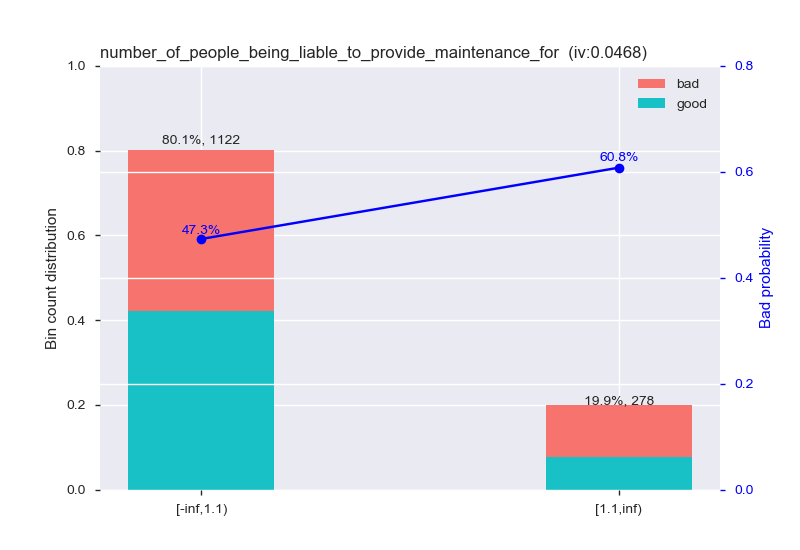 number_of_people_being_liable_to_provide_maintenance_for (iv:0.0468)
1.0
0.8
0.6
0.4
0.2
0.0
Bin count distribution
80.1%, 1122
47.3%
60.8%
19.9%, 278
bad
good
0.8
0.6
0.4
0.2
0.0
Bad probability
[-inf,1.1)
[1.1,inf)